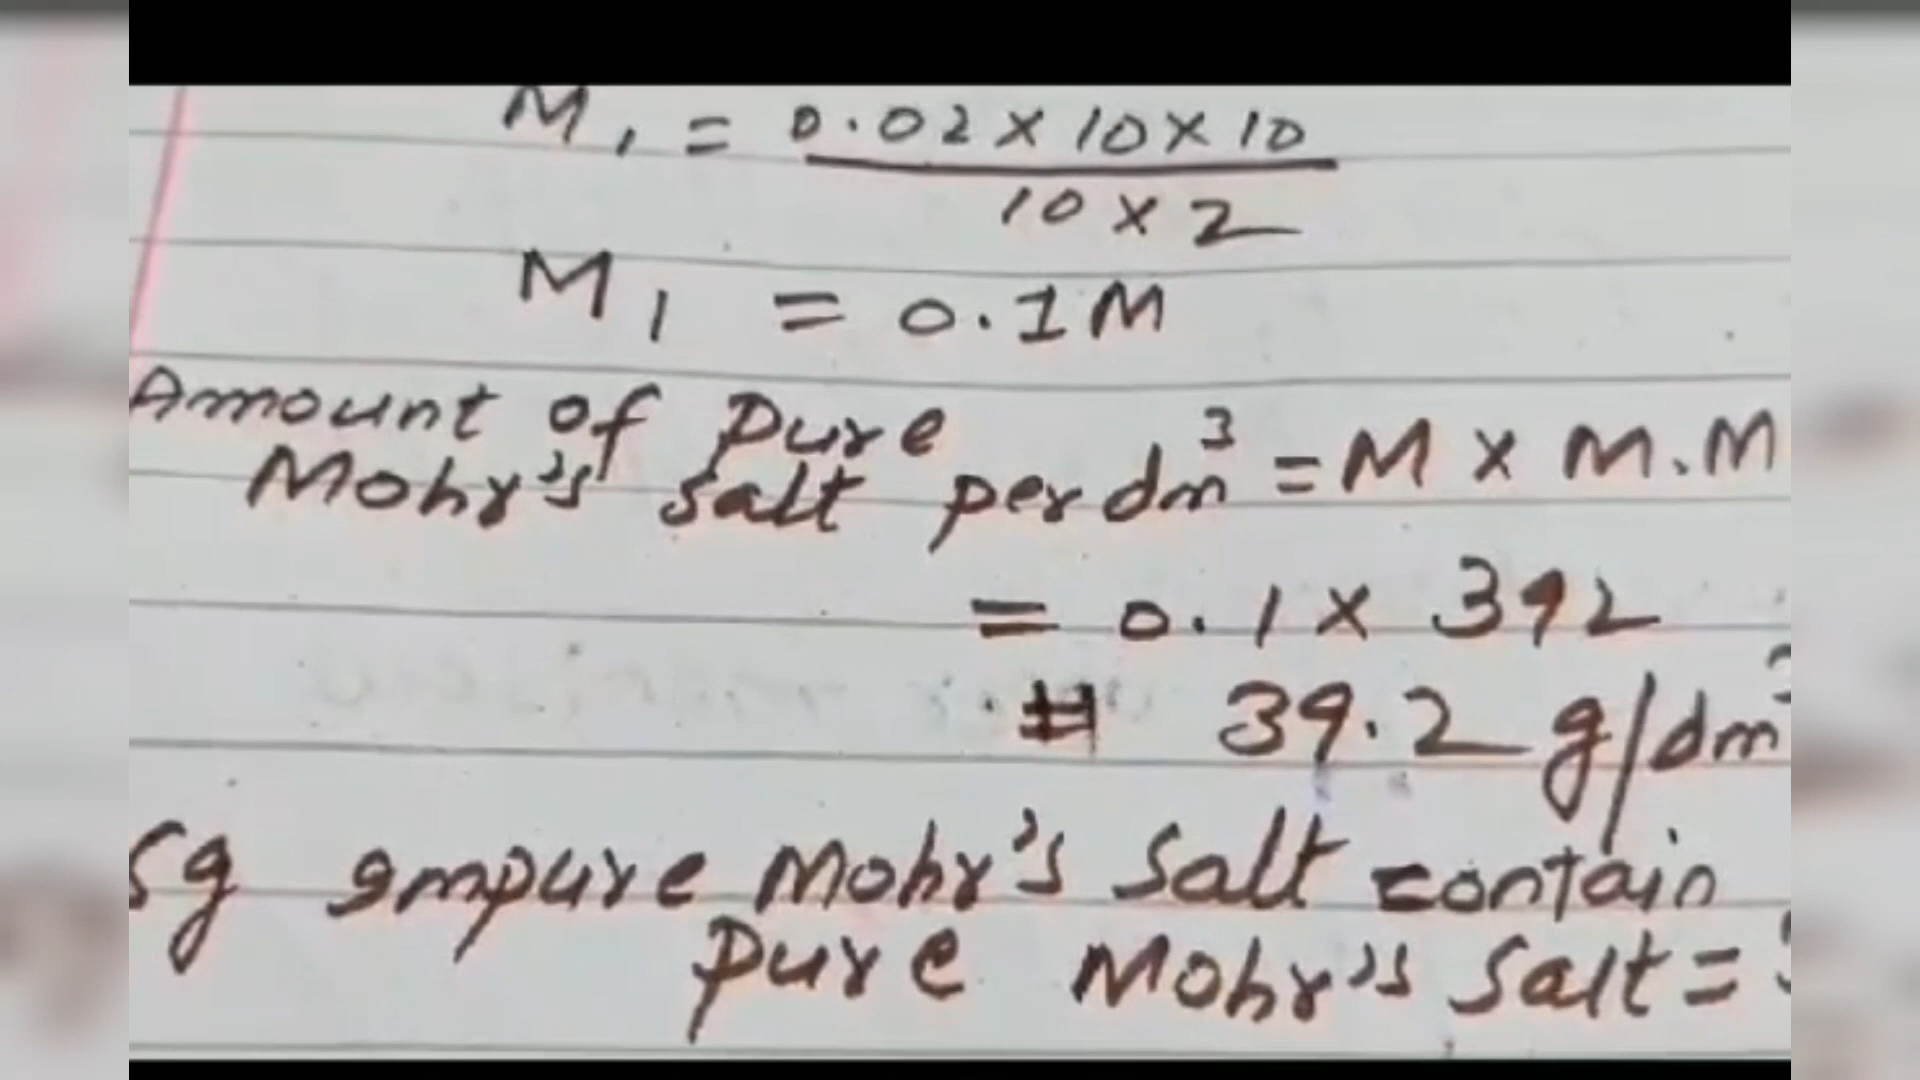 M₁ = 0.02 × 10 × 10
10 × 2
M₁ = 0.1M
Amount of pure
Mohr's salt per dm³ = M × M.M
= 0.1 × 392
= 39.2 g/dm³
5g impure Mohr's salt contain
pure Mohr's salt =